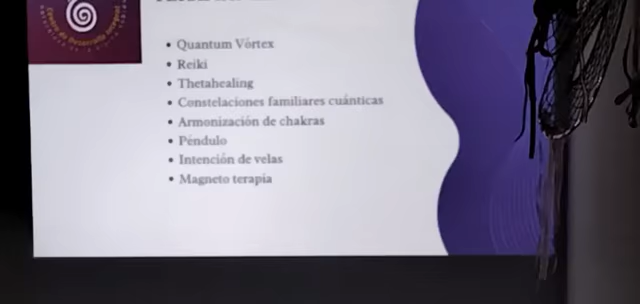 • Quantum Vórtex
• Reiki
• Thetahealing
• Constelaciones familiares cuánticas
• Armonización de chakras
• Péndulo
• Intención de velas
• Magneto terapia